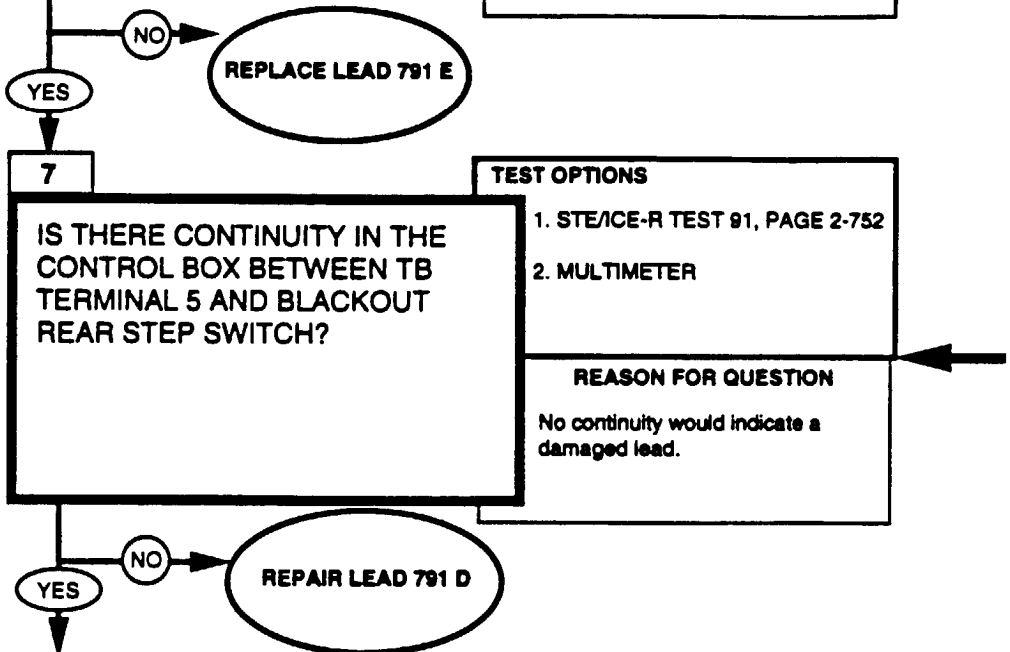 NO
REPLACE LEAD 791 E
YES
7
IS THERE CONTINUITY IN THE
CONTROL BOX BETWEEN TB
TERMINAL 5 AND BLACKOUT
REAR STEP SWITCH?
TEST OPTIONS
1. STE/ICE-R TEST 91, PAGE 2-752
2. MULTIMETER
REASON FOR QUESTION
No continuity would indicate a
damaged lead.
NO
REPAIR LEAD 791 D
YES